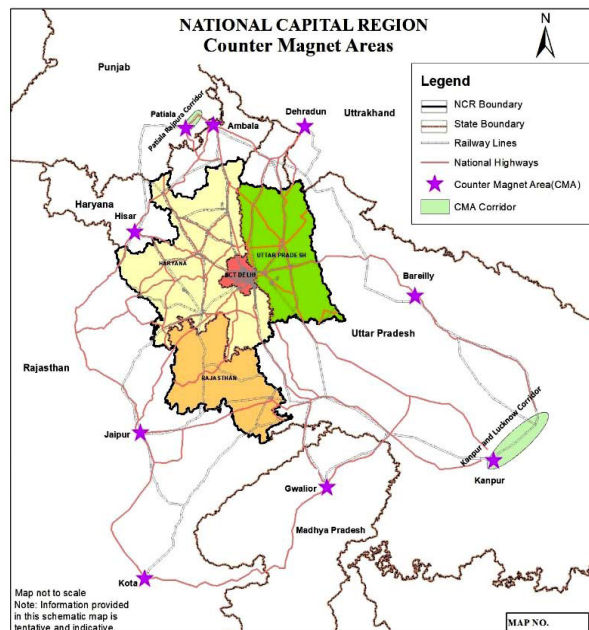 NATIONAL CAPITAL REGION
Counter Magnet Areas
N
Punjab
Patiala
Patiala Rajpura Corridor
Ambala
Dehradun
Uttrakhand
Legend
NCR Boundary
State Boundary
Railway Lines
National Highways
Counter Magnet Area(CMA)
CMA Corridor
Haryana
Hisar
HARYANA
UTTAR PRADESH
NCT DELHI
Bareilly
Uttar Pradesh
Rajasthan
RAJASTHAN
Jaipur
Kanpur and Lucknow Corridor
Kanpur
Gwalior
Madhya Pradesh
Kota
Map not to scale
Note: Information provided
in this schematic map is
tentative and indicative
MAP NO.